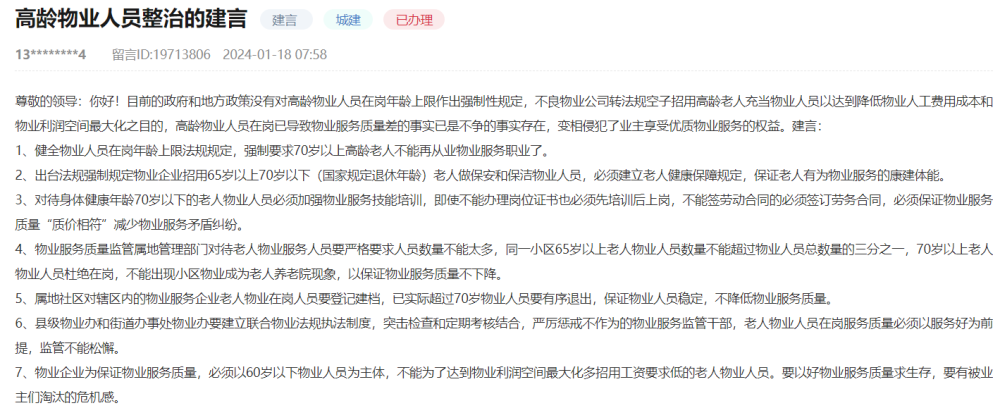 高龄物业人员整治的建言 建言 城建 已办理
13********4 留言ID:19713806 2024-01-18 07:58
尊敬的领导：你好！目前的政府和地方政策没有对高龄物业人员在岗年龄上限作出强制性规定，不良物业公司转法规空子招用高龄老人充当物业人员以达到降低物业人工费用成本和
物业利润空间最大化之目的，高龄物业人员在岗已导致物业服务质量差的事实已是不争的事实存在，变相侵犯了业主享受优质物业服务的权益。建言：
1、健全物业人员在岗年龄上限法规规定，强制要求70岁以上高龄老人不能再从业物业服务职业了。
2、出台法规强制规定物业企业招用65岁以上70岁以下（国家规定退休年龄）老人做保安和保洁物业人员，必须建立老人健康保障规定，保证老人有为物业服务的康建体能。
3、对待身体健康年龄70岁以下的老人物业人员必须加强物业服务技能培训，即使不能办理岗位证书也必须先培训后上岗，不能签劳动合同的必须签订劳务合同，必须保证物业服务
质量“质价相符”减少物业服务矛盾纠纷。
4、物业服务质量监管属地管理部门对待老人物业服务人员要严格要求人员数量不能太多，同一小区65岁以上老人物业人员数量不能超过物业人员总数量的三分之一，70岁以上老人
物业人员杜绝在岗，不能出现小区物业成为老人养老院现象，以保证物业服务质量不下降。
5、属地社区对辖区内的物业服务企业老人物业在岗人员要登记建档，已实际超过70岁物业人员要有序退出，保证物业人员稳定，不降低物业服务质量。
6、县级物业办和街道办事处物业办要建立联合物业法规执法制度，突击检查和定期考核结合，严厉惩戒不作为的物业服务监管干部，老人物业人员在岗服务质量必须以服务好为前
提，监管不能松懈。
7、物业企业为保证物业服务质量，必须以60岁以下物业人员为主体，不能为了达到物业利润空间最大化多招用工资要求低的老人物业人员。要以好物业服务质量求生存，要有被业
主们淘汰的危机感。